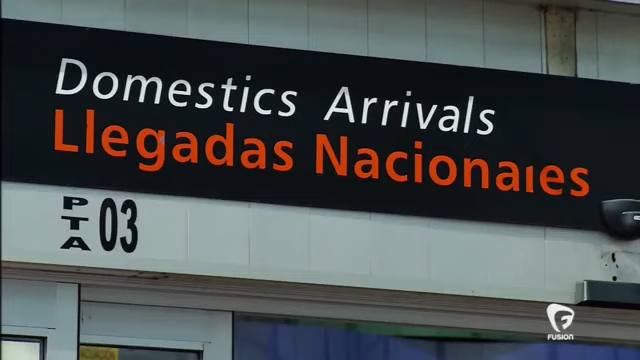 Domestics Arrivals
Llegadas Nacionales
PTA 03
FUSION